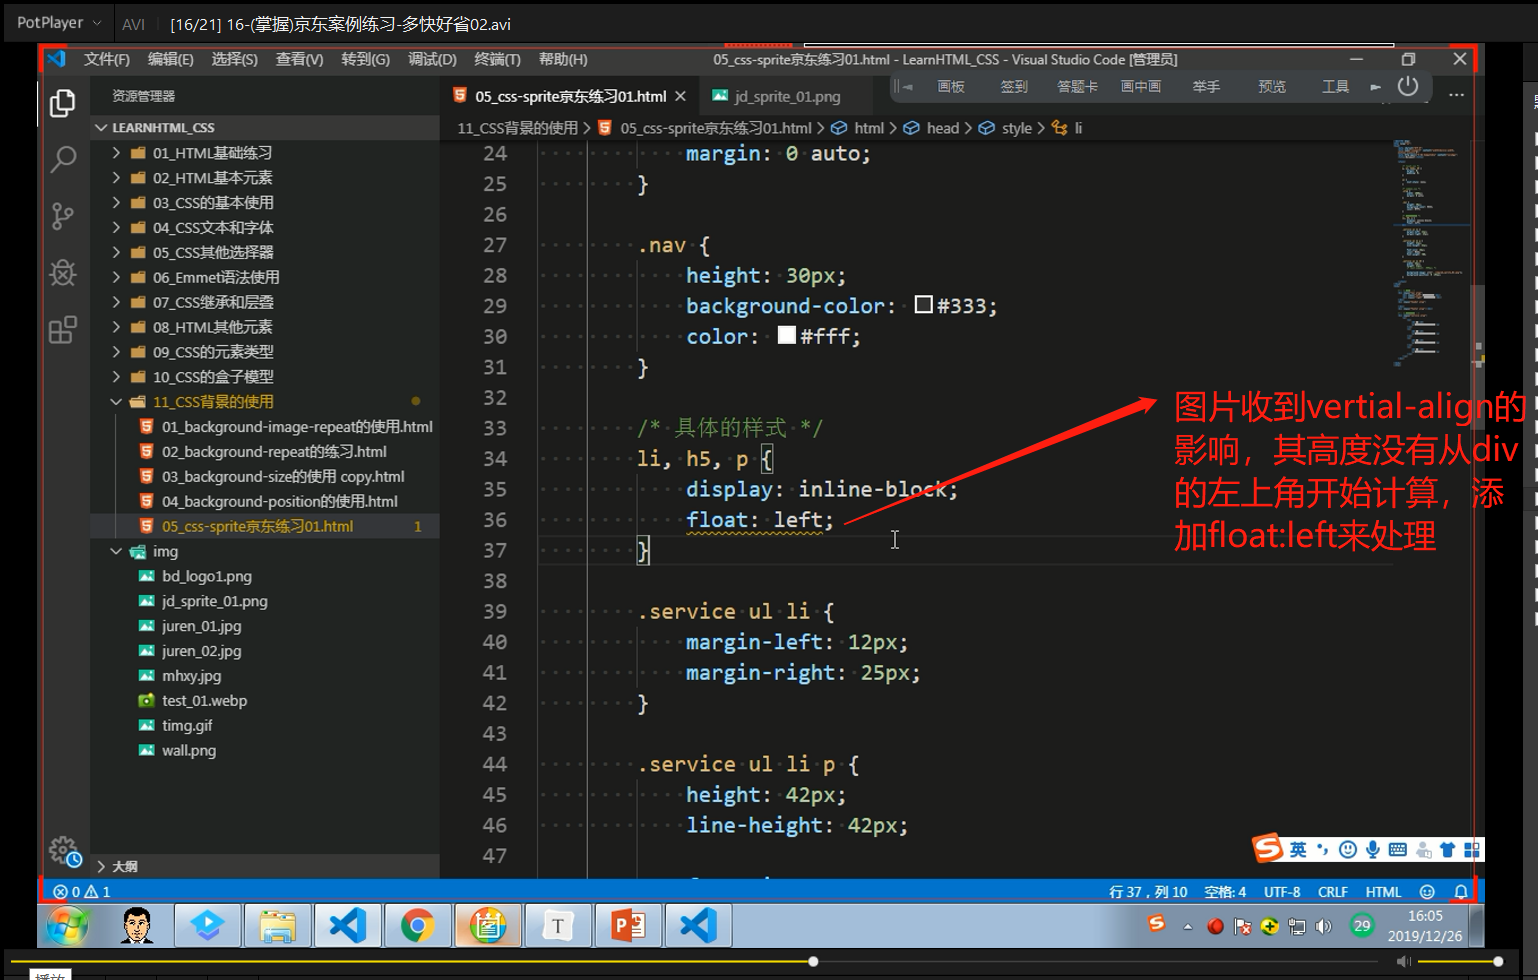 PotPlayer
AVI
[16/21] 16-(掌握)京东案例练习-多快好省02.avi
文件(F) 编辑(E) 选择(S) 查看(V) 转到(G) 调试(D) 终端(T) 帮助(H)
05_css-sprite京东练习01.html - LearnHTML_CSS - Visual Studio Code [管理员]
资源管理器
05_css-sprite京东练习01.html
jd_sprite_01.png
画板 签到 答题卡 画中画 举手 预览 工具
LEARNHTML_CSS
11_CSS背景的使用 > 05_css-sprite京东练习01.html > html > head > style > li
01_HTML基础练习
02_HTML基本元素
03_CSS的基本使用
04_CSS文本和字体
05_CSS其他选择器
06_Emmet语法使用
07_CSS继承和层叠
08_HTML其他元素
09_CSS的元素类型
10_CSS的盒子模型
11_CSS背景的使用
01_background-image-repeat的使用.html
02_background-repeat的练习.html
03_background-size的使用 copy.html
04_background-position的使用.html
05_css-sprite京东练习01.html 1
img
bd_logo1.png
jd_sprite_01.png
juren_01.jpg
juren_02.jpg
mhxy.jpg
test_01.webp
timg.gif
wall.png
大纲
24 margin: 0 auto;
25 }
26
27 .nav {
28 height: 30px;
29 background-color: #333;
30 color: #fff;
31 }
32
33 /* 具体的样式 */
34 li, h5, p {
35 display: inline-block;
36 float: left;
37 }
38
39 .service ul li {
40 margin-left: 12px;
41 margin-right: 25px;
42 }
43
44 .service ul li p {
45 height: 42px;
46 line-height: 42px;
47
图片收到vertial-align的
影响，其高度没有从div
的左上角开始计算，添
加float:left来处理
英
0 1
行 37，列 10 空格: 4 UTF-8 CRLF HTML
29
16:05
2019/12/26
播放